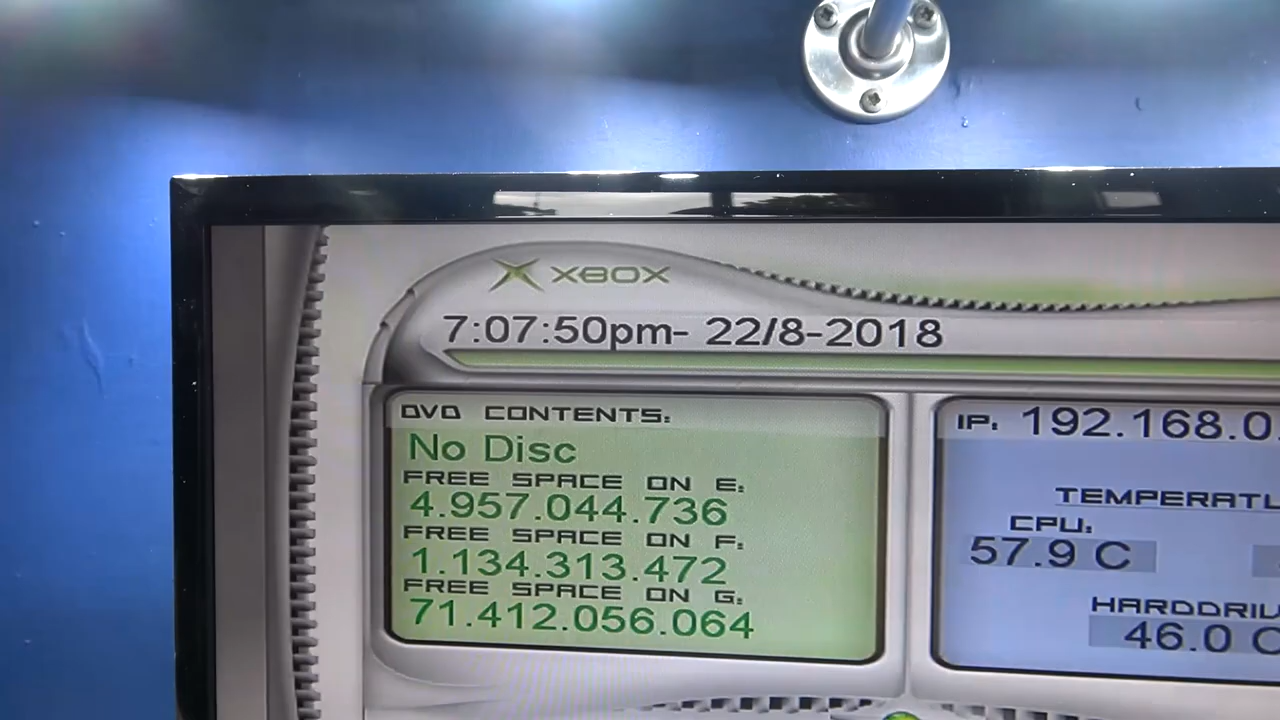 XBOX
7:07:50pm- 22/8-2018
DVD CONTENTS:
No Disc
FREE SPACE ON E:
4.957.044.736
FREE SPACE ON F:
1.134.313.472
FREE SPACE ON G:
71.412.056.064
IP: 192.168.0.
CPU:
57.9 C
46.0 C